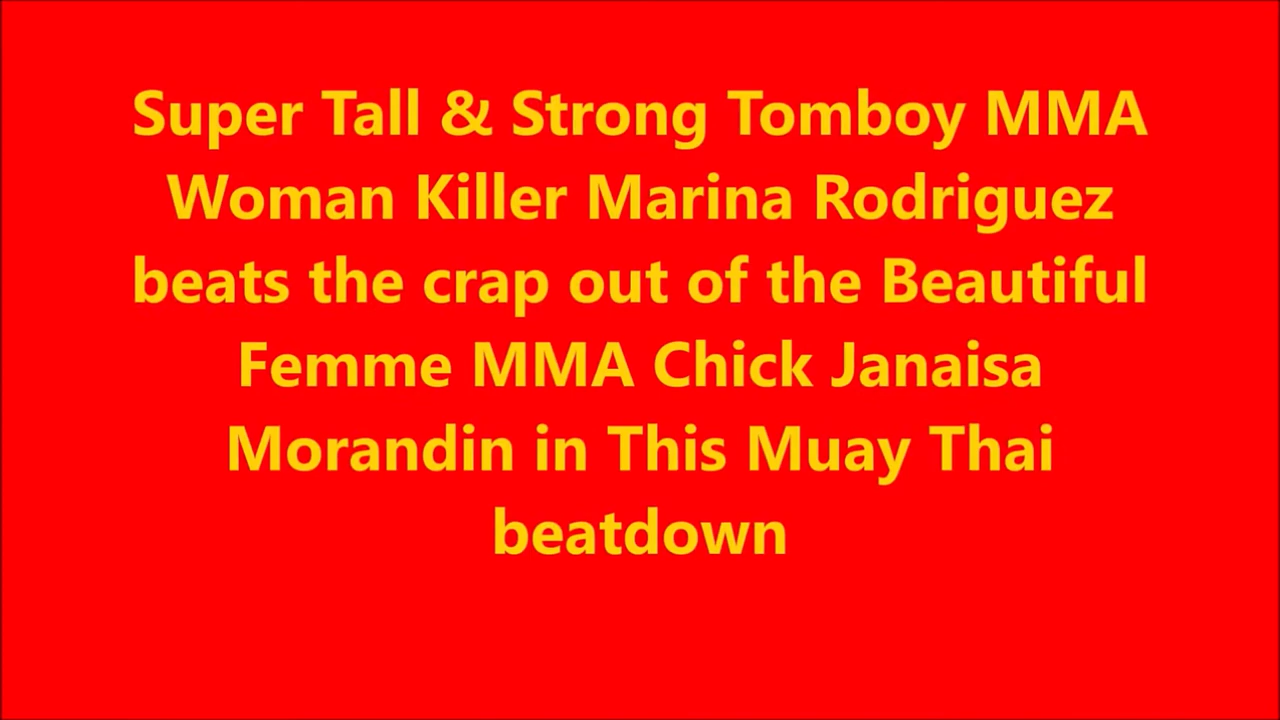 Super Tall & Strong Tomboy MMA
Woman Killer Marina Rodriguez
beats the crap out of the Beautiful
Femme MMA Chick Janaisa
Morandin in This Muay Thai
beatdown